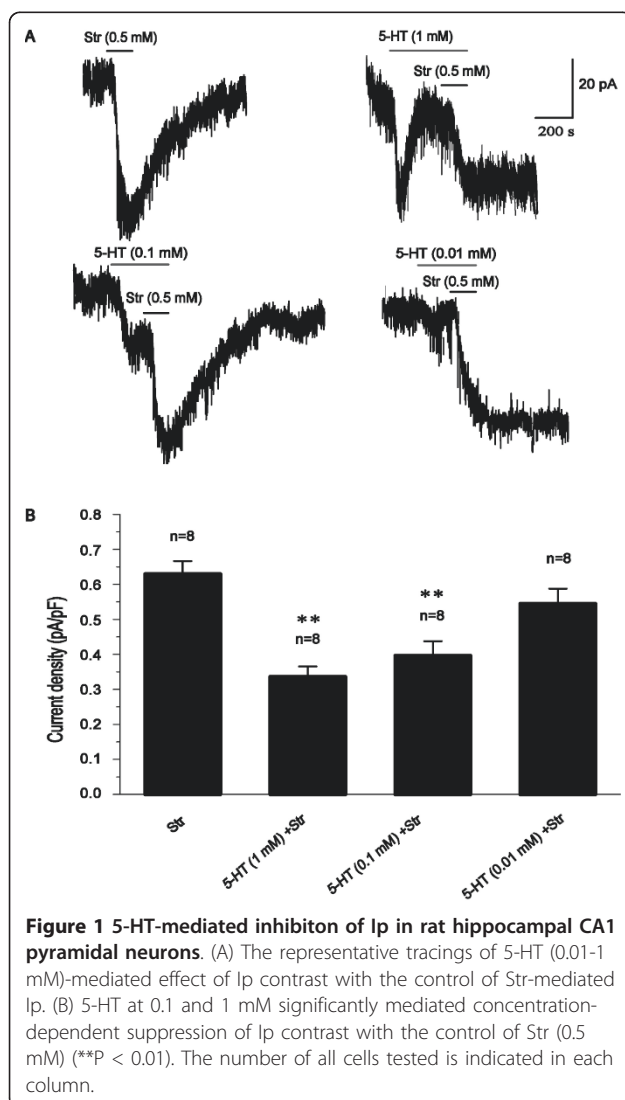 A
Str (0.5 mM)
5-HT (1 mM)
Str (0.5 mM)
20 pA
200 s
5-HT (0.1 mM)
Str (0.5 mM)
5-HT (0.01 mM)
Str (0.5 mM)
B
Current density (pA/pF)
0.8
0.7
0.6
0.5
0.4
0.3
0.2
0.1
0.0
n=8
**
n=8
**
n=8
n=8
Str
5-HT (1 mM) +Str
5-HT (0.1 mM) +Str
5-HT (0.01 mM) +Str
Figure 1 5-HT-mediated inhibiton of Ip in rat hippocampal CA1
pyramidal neurons. (A) The representative tracings of 5-HT (0.01-1
mM)-mediated effect of Ip contrast with the control of Str-mediated
Ip. (B) 5-HT at 0.1 and 1 mM significantly mediated concentration-
dependent suppression of Ip contrast with the control of Str (0.5
mM) (**P < 0.01). The number of all cells tested is indicated in each
column.